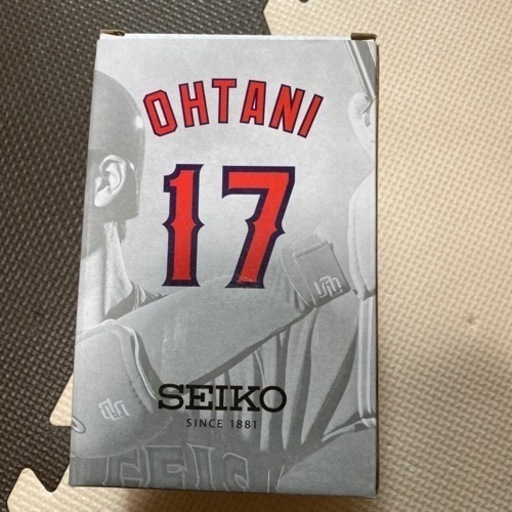 OHTANI
17
SEIKO
SINCE 1881